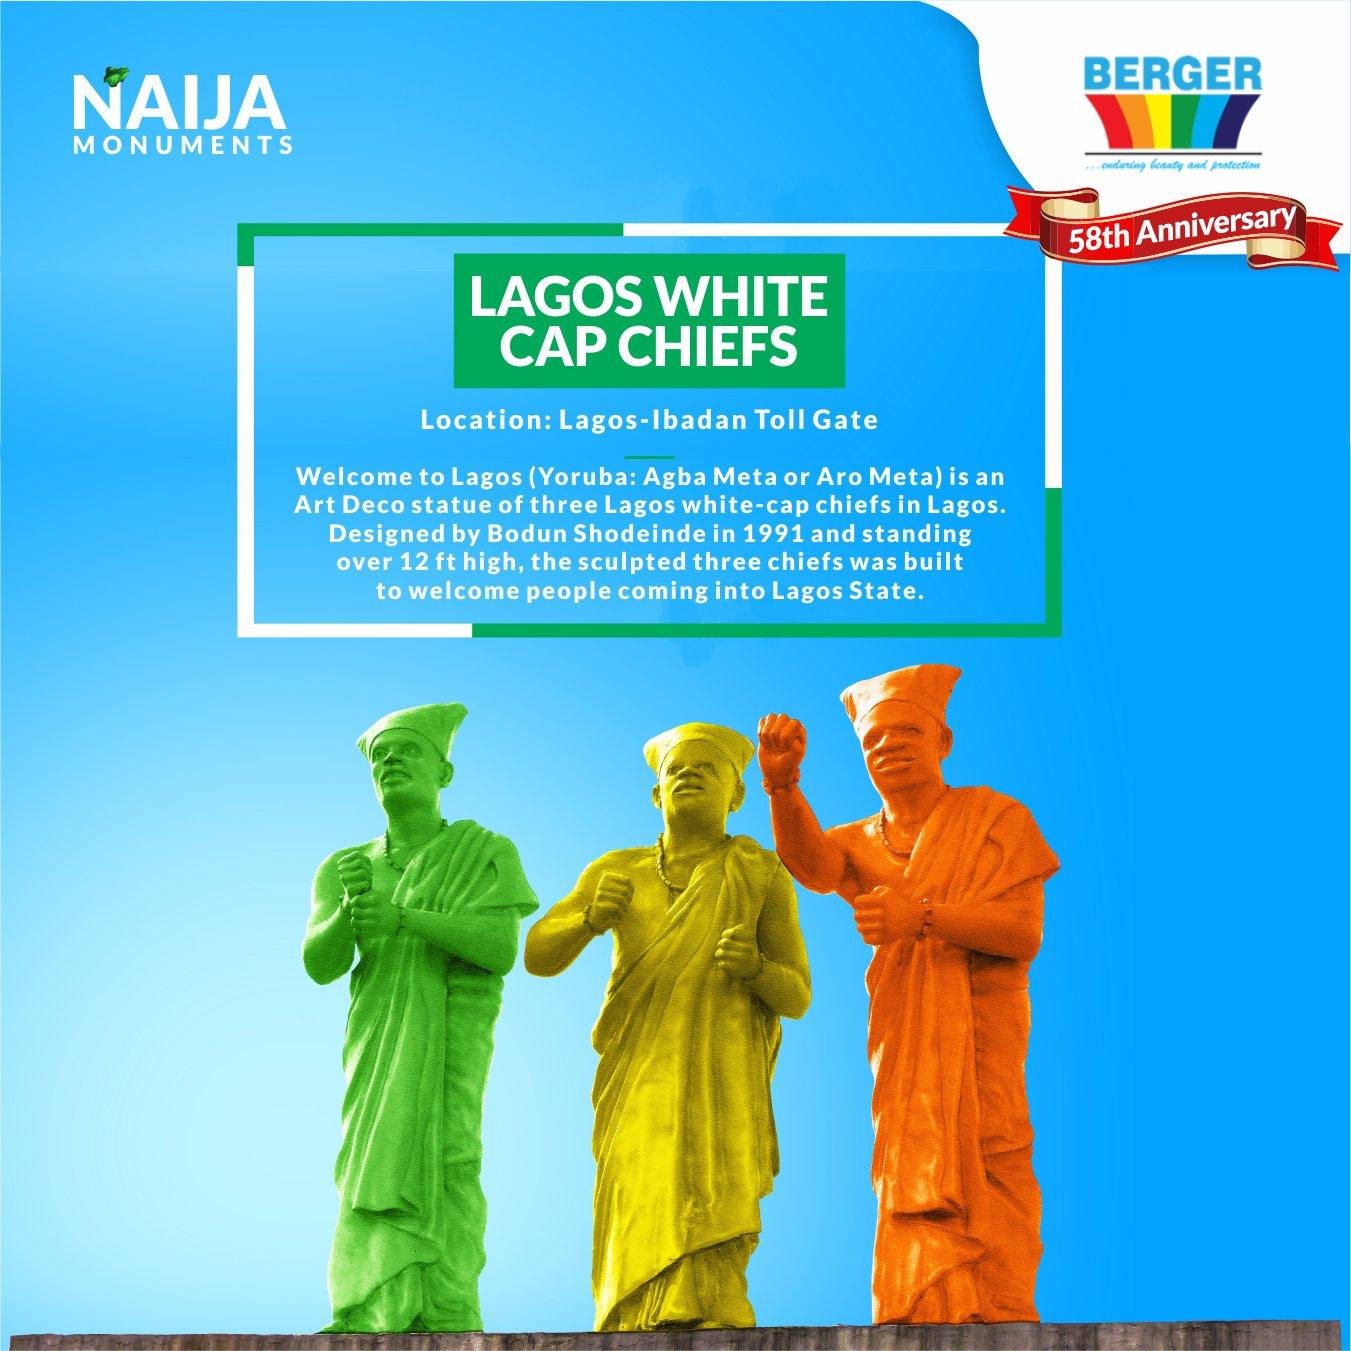 NAIJA
MONUMENTS
BERGER
...enduring beauty and protection
58th Anniversary
LAGOS WHITE
CAP CHIEFS
Location: Lagos-Ibadan Toll Gate
Welcome to Lagos (Yoruba: Agba Meta or Aro Meta) is an
Art Deco statue of three Lagos white-cap chiefs in Lagos.
Designed by Bodun Shodeinde in 1991 and standing
over 12 ft high, the sculpted three chiefs was built
to welcome people coming into Lagos State.